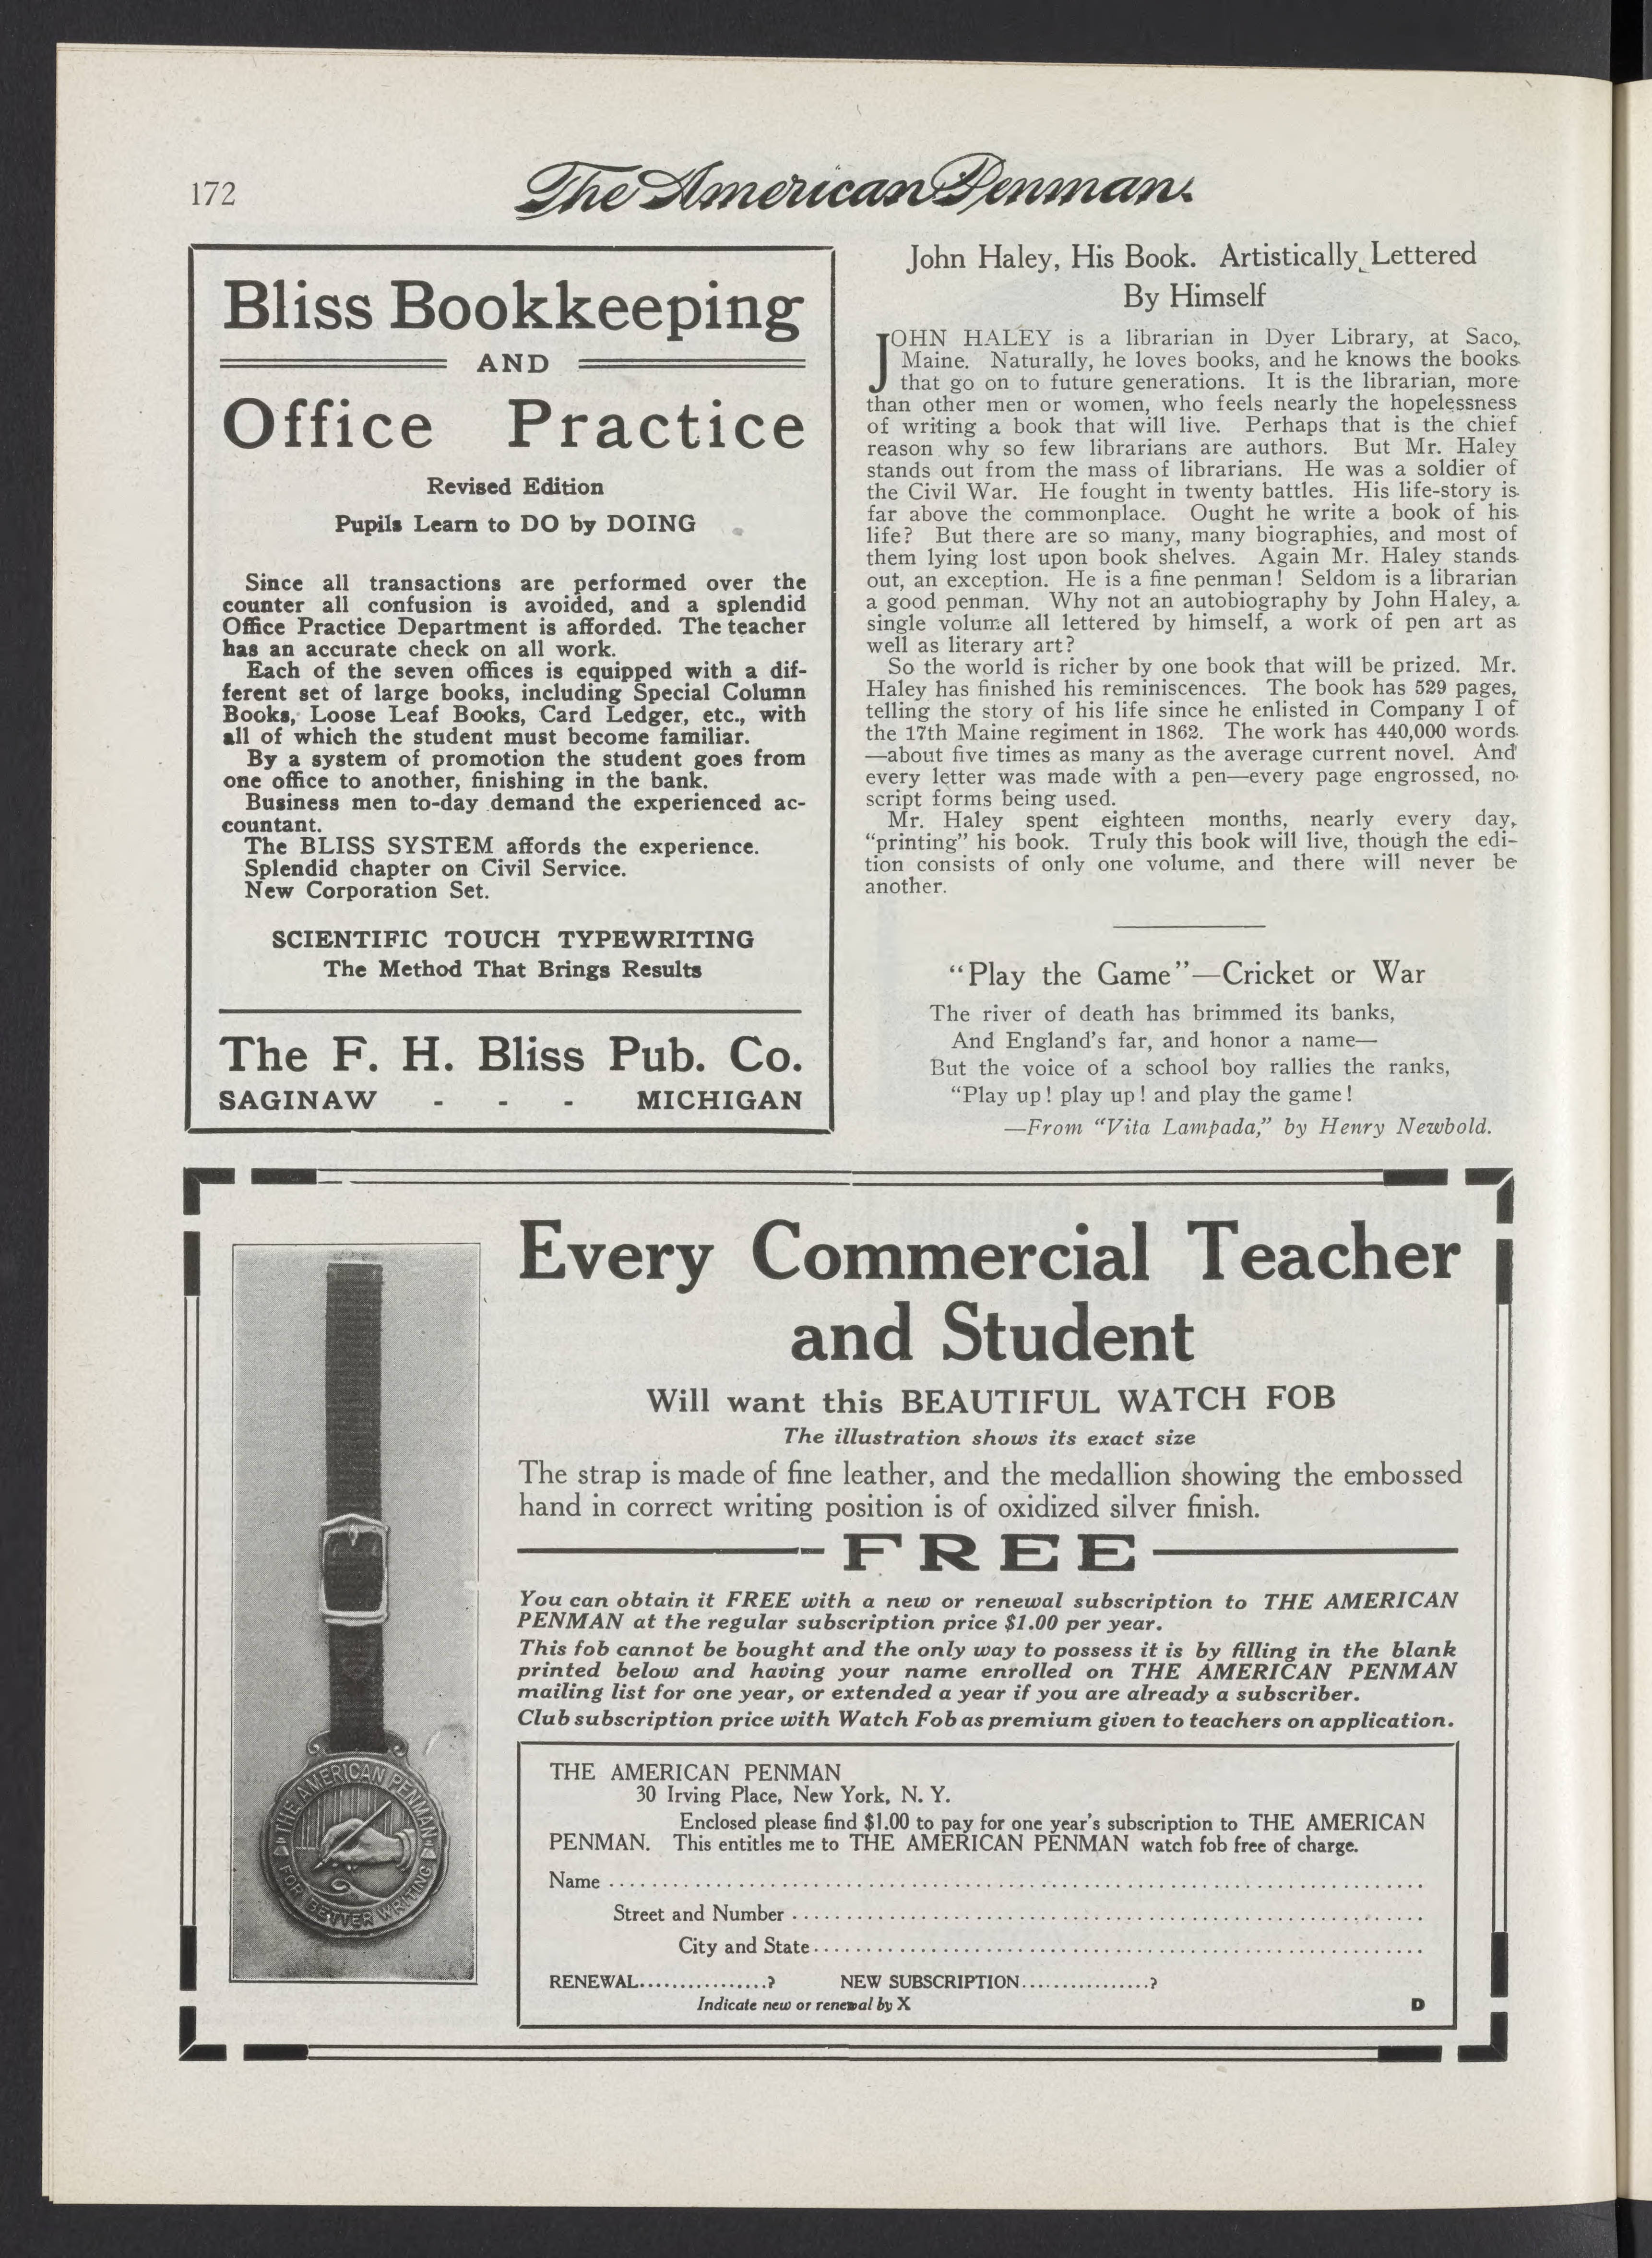 172
The American Penman.
Bliss Bookkeeping
AND
Office Practice
Revised Edition
Pupils Learn to DO by DOING
Since all transactions are performed over the
counter all confusion is avoided, and a splendid
Office Practice Department is afforded. The teacher
has an accurate check on all work.
Each of the seven offices is equipped with a dif-
ferent set of large books, including Special Column
Books, Loose Leaf Books, Card Ledger, etc., with
all of which the student must become familiar.
By a system of promotion the student goes from
one office to another, finishing in the bank.
Business men to-day demand the experienced ac-
countant.
The BLISS SYSTEM affords the experience.
Splendid chapter on Civil Service.
New Corporation Set.
SCIENTIFIC TOUCH TYPEWRITING
The Method That Brings Results
The F. H. Bliss Pub. Co.
SAGINAW - - - MICHIGAN
John Haley, His Book. Artistically Lettered
By Himself
JOHN HALEY is a librarian in Dyer Library, at Saco,
Maine. Naturally, he loves books, and he knows the books
that go on to future generations. It is the librarian, more
than other men or women, who feels nearly the hopelessness
of writing a book that will live. Perhaps that is the chief
reason why so few librarians are authors. But Mr. Haley
stands out from the mass of librarians. He was a soldier of
the Civil War. He fought in twenty battles. His life-story is
far above the commonplace. Ought he write a book of his
life? But there are so many, many biographies, and most of
them lying lost upon book shelves. Again Mr. Haley stands
out, an exception. He is a fine penman! Seldom is a librarian
a good penman. Why not an autobiography by John Haley, a
single volume all lettered by himself, a work of pen art as
well as literary art?
So the world is richer by one book that will be prized. Mr.
Haley has finished his reminiscences. The book has 529 pages,
telling the story of his life since he enlisted in Company I of
the 17th Maine regiment in 1862. The work has 440,000 words
—about five times as many as the average current novel. And
every letter was made with a pen—every page engrossed, no
script forms being used.
Mr. Haley spent eighteen months, nearly every day,
"printing" his book. Truly this book will live, though the edi-
tion consists of only one volume, and there will never be
another.
"Play the Game"—Cricket or War
The river of death has brimmed its banks,
And England's far, and honor a name—
But the voice of a school boy rallies the ranks,
"Play up! play up! and play the game!
—From "Vita Lampada," by Henry Newbold.
Every Commercial Teacher
and Student
Will want this BEAUTIFUL WATCH FOB
The illustration shows its exact size
The strap is made of fine leather, and the medallion showing the embossed
hand in correct writing position is of oxidized silver finish.
FREE
You can obtain it FREE with a new or renewal subscription to THE AMERICAN
PENMAN at the regular subscription price $1.00 per year.
This fob cannot be bought and the only way to possess it is by filling in the blank
printed below and having your name enrolled on THE AMERICAN PENMAN
mailing list for one year, or extended a year if you are already a subscriber.
Club subscription price with Watch Fob as premium given to teachers on application.
THE AMERICAN PENMAN
FOR BETTER WRITING
THE AMERICAN PENMAN
30 Irving Place, New York, N. Y.
Enclosed please find $1.00 to pay for one year's subscription to THE AMERICAN
PENMAN. This entitles me to THE AMERICAN PENMAN watch fob free of charge.
Name ..........
Street and Number ..........
City and State ..........
RENEWAL................? NEW SUBSCRIPTION................?
Indicate new or renewal by X
D